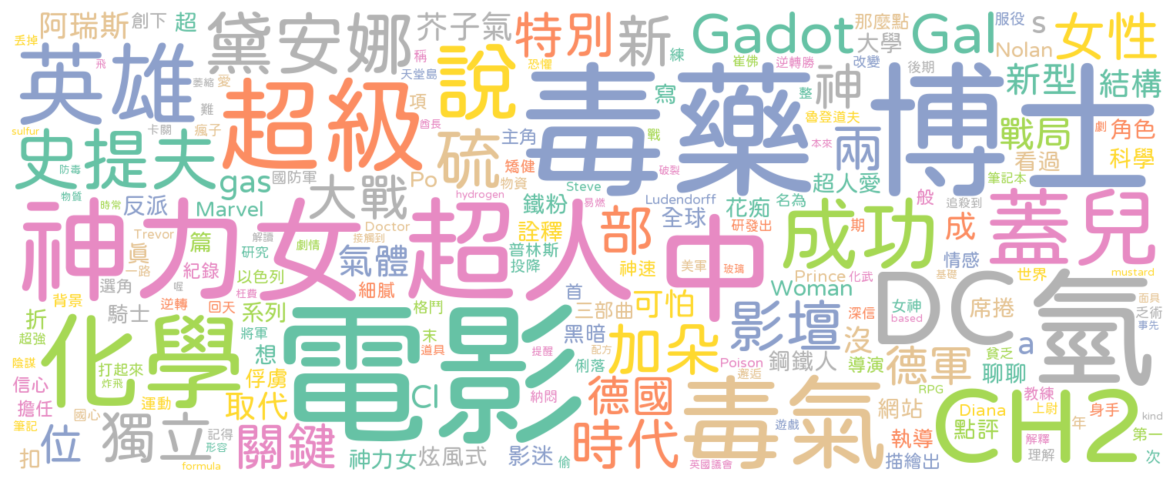 阿瑞斯 創下 超 黛安娜 芥子氣 特別 新 Gadot 那麼點 大學 Gal 服役 s Nolan 女性
丟掉 飛 稱 天堂島 恐懼 練 崔佛 逆轉勝 改變 後期
英雄 萎縮 愛 超級 說 毒藥博士 寫 整 神 新型 結構
sulfur 卡關 難 瘋子 項 酋長 硫 主角 戰 魯登道夫 兩 戰局 劇 角色
史提夫 防毒 國防軍 gas 大戰 Po 矯健 物資 破裂 本來 看過 科學
物質 時常 反派 Marvel hydrogen 鐵粉 易燃 Steve Ludendorff 超人愛 筆記本
神力女超人中 部 全球 花痴 名為 研發出 成功 般 追殺到 成 蓋兒
Trevor 真 一路 篇 解讀 研究 劇情 Doctor 接觸到 氣體 詮釋 普林斯 投降 期 情感
選角 紀錄 以色列 旺費 細膩 神速 美軍 玻璃 Prince 化武 基礎 世界 mustard
背景 騎士 逆轉 回天 系列 格鬥 首 三部曲 可怕 Woman 深信 女神 based DC 席捲 氫 面具 乏術 事先
折 超強 化學 將軍 電影 末 道具 黑暗 加朵 影壇 沒 a
陰謀 打起來 炸飛 想 提醒 配方 俐落 Poison 邂逅 鋼鐵人 導演 德軍 貧乏 聊聊
信心 擔任 運動 俘虜 Cl 納悶 德國 毒氣 RPG 網站 Diana 教練 上尉 身手 CH2 kind
筆記 國心 獨立 取代 記得 形容 炫風式 偷 時代 遊戲 執導 點評 解釋 年 第一
扣 位 formula 關鍵 神力女 影迷 英國議會 描繪出 理解 次
喔